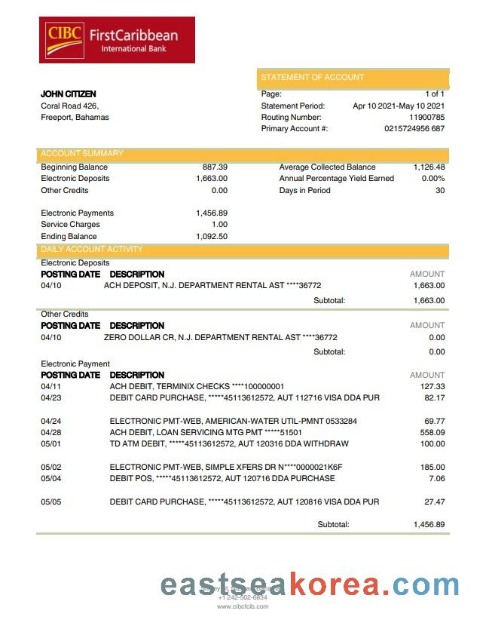 CIBC FirstCaribbean
International Bank
STATEMENT OF ACCOUNT
JOHN CITIZEN Page: 1 of 1
Coral Road 426, Statement Period: Apr 10 2021-May 10 2021
Freeport, Bahamas Routing Number: 11900785
Primary Account #: 0215724956 687
ACCOUNT SUMMARY
Beginning Balance 887.39 Average Collected Balance 1,126.48
Electronic Deposits 1,663.00 Annual Percentage Yield Earned 0.00%
Other Credits 0.00 Days in Period 30
Electronic Payments 1,456.89
Service Charges 1.00
Ending Balance 1,092.50
DAILY ACCOUNT ACTIVITY
Electronic Deposits
POSTING DATE DESCRIPTION AMOUNT
04/10 ACH DEPOSIT, N.J. DEPARTMENT RENTAL AST ****36772 1,663.00
Subtotal: 1,663.00
Other Credits
POSTING DATE DESCRIPTION AMOUNT
04/10 ZERO DOLLAR CR, N.J. DEPARTMENT RENTAL AST ****36772 0.00
Subtotal: 0.00
Electronic Payment
POSTING DATE DESCRIPTION AMOUNT
04/11 ACH DEBIT, TERMINIX CHECKS ****100000001 127.33
04/23 DEBIT CARD PURCHASE, *****45113612572, AUT 112716 VISA DDA PUR 82.17
04/24 ELECTRONIC PMT-WEB, AMERICAN-WATER UTIL-PMNT 0533284 69.77
04/28 ACH DEBIT, LOAN SERVICING MTG PMT *****51501 558.09
05/01 TD ATM DEBIT, *****45113612572, AUT 120316 DDA WITHDRAW 100.00
05/02 ELECTRONIC PMT-WEB, SIMPLE XFERS DR N****0000021K6F 185.00
05/04 DEBIT POS, *****45113612572, AUT 120716 DDA PURCHASE 7.06
05/05 DEBIT CARD PURCHASE, *****45113612572, AUT 120816 VISA DDA PUR 27.47
Subtotal: 1,456.89
eastseakorea.com
+1 242-502-6834
www.cibcfcib.com